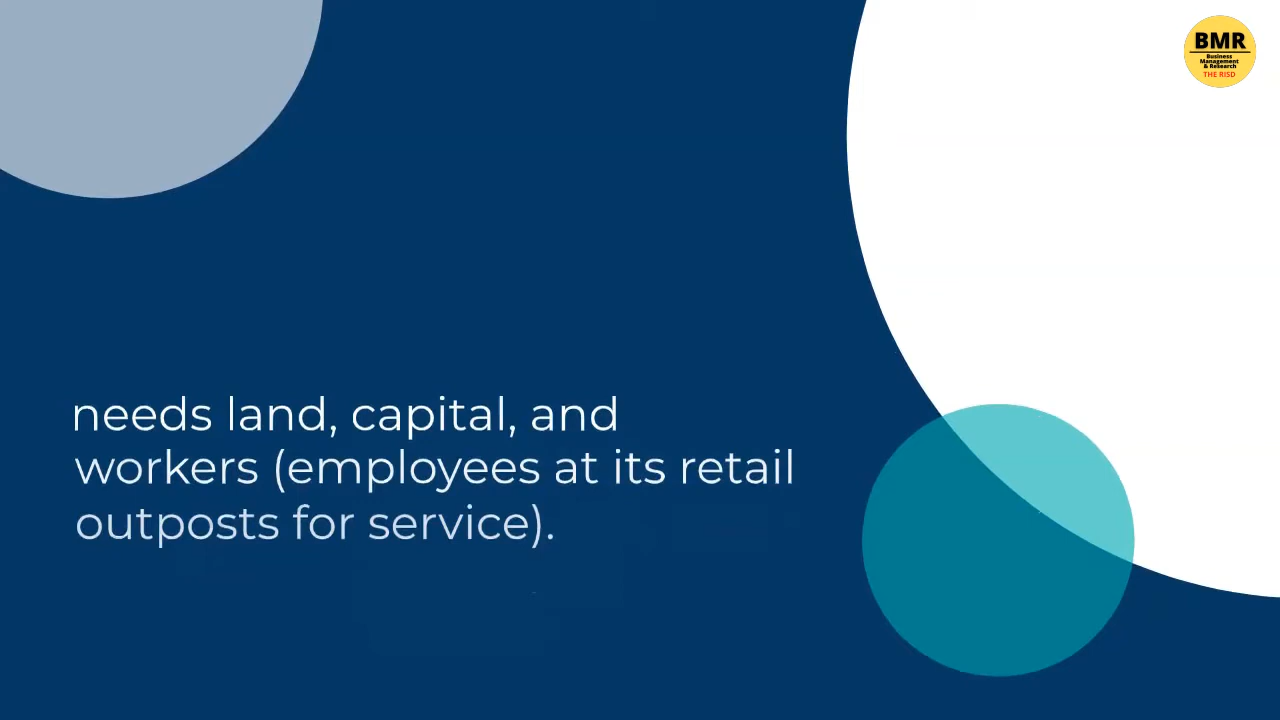 BMR
Business
Management
& Research
THE RISD
needs land, capital, and
workers (employees at its retail
outposts for service).